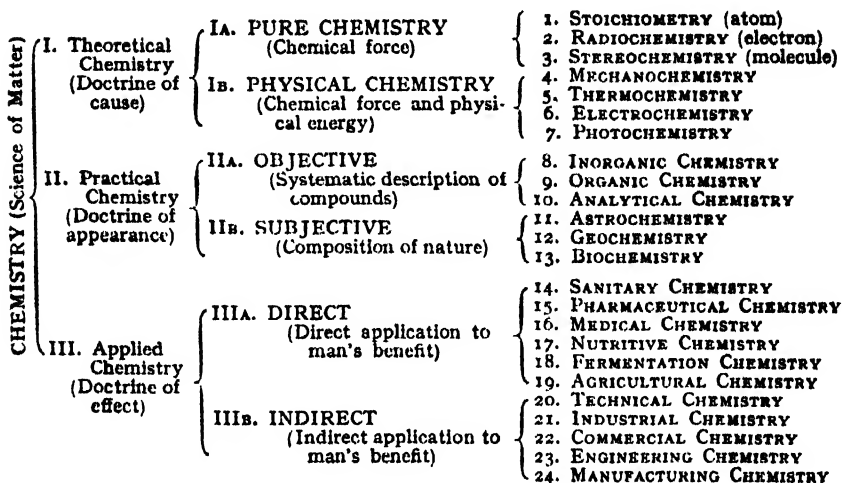 CHEMISTRY (Science of Matter)
I. Theoretical
Chemistry
(Doctrine of
cause)
IA. PURE CHEMISTRY
(Chemical force)
1. STOICHIOMETRY (atom)
2. RADIOCHEMISTRY (electron)
3. STEREOCHEMISTRY (molecule)
IB. PHYSICAL CHEMISTRY
(Chemical force and physi-
cal energy)
4. MECHANOCHEMISTRY
5. THERMOCHEMISTRY
6. ELECTROCHEMISTRY
7. PHOTOCHEMISTRY
II. Practical
Chemistry
(Doctrine of
appearance)
IIA. OBJECTIVE
(Systematic description of
compounds)
8. INORGANIC CHEMISTRY
9. ORGANIC CHEMISTRY
10. ANALYTICAL CHEMISTRY
IIB. SUBJECTIVE
(Composition of nature)
11. ASTROCHEMISTRY
12. GEOCHEMISTRY
13. BIOCHEMISTRY
III. Applied
Chemistry
(Doctrine of
effect)
IIIA. DIRECT
(Direct application to
man's benefit)
14. SANITARY CHEMISTRY
15. PHARMACEUTICAL CHEMISTRY
16. MEDICAL CHEMISTRY
17. NUTRITIVE CHEMISTRY
18. FERMENTATION CHEMISTRY
19. AGRICULTURAL CHEMISTRY
IIIB. INDIRECT
(Indirect application to
man's benefit)
20. TECHNICAL CHEMISTRY
21. INDUSTRIAL CHEMISTRY
22. COMMERCIAL CHEMISTRY
23. ENGINEERING CHEMISTRY
24. MANUFACTURING CHEMISTRY